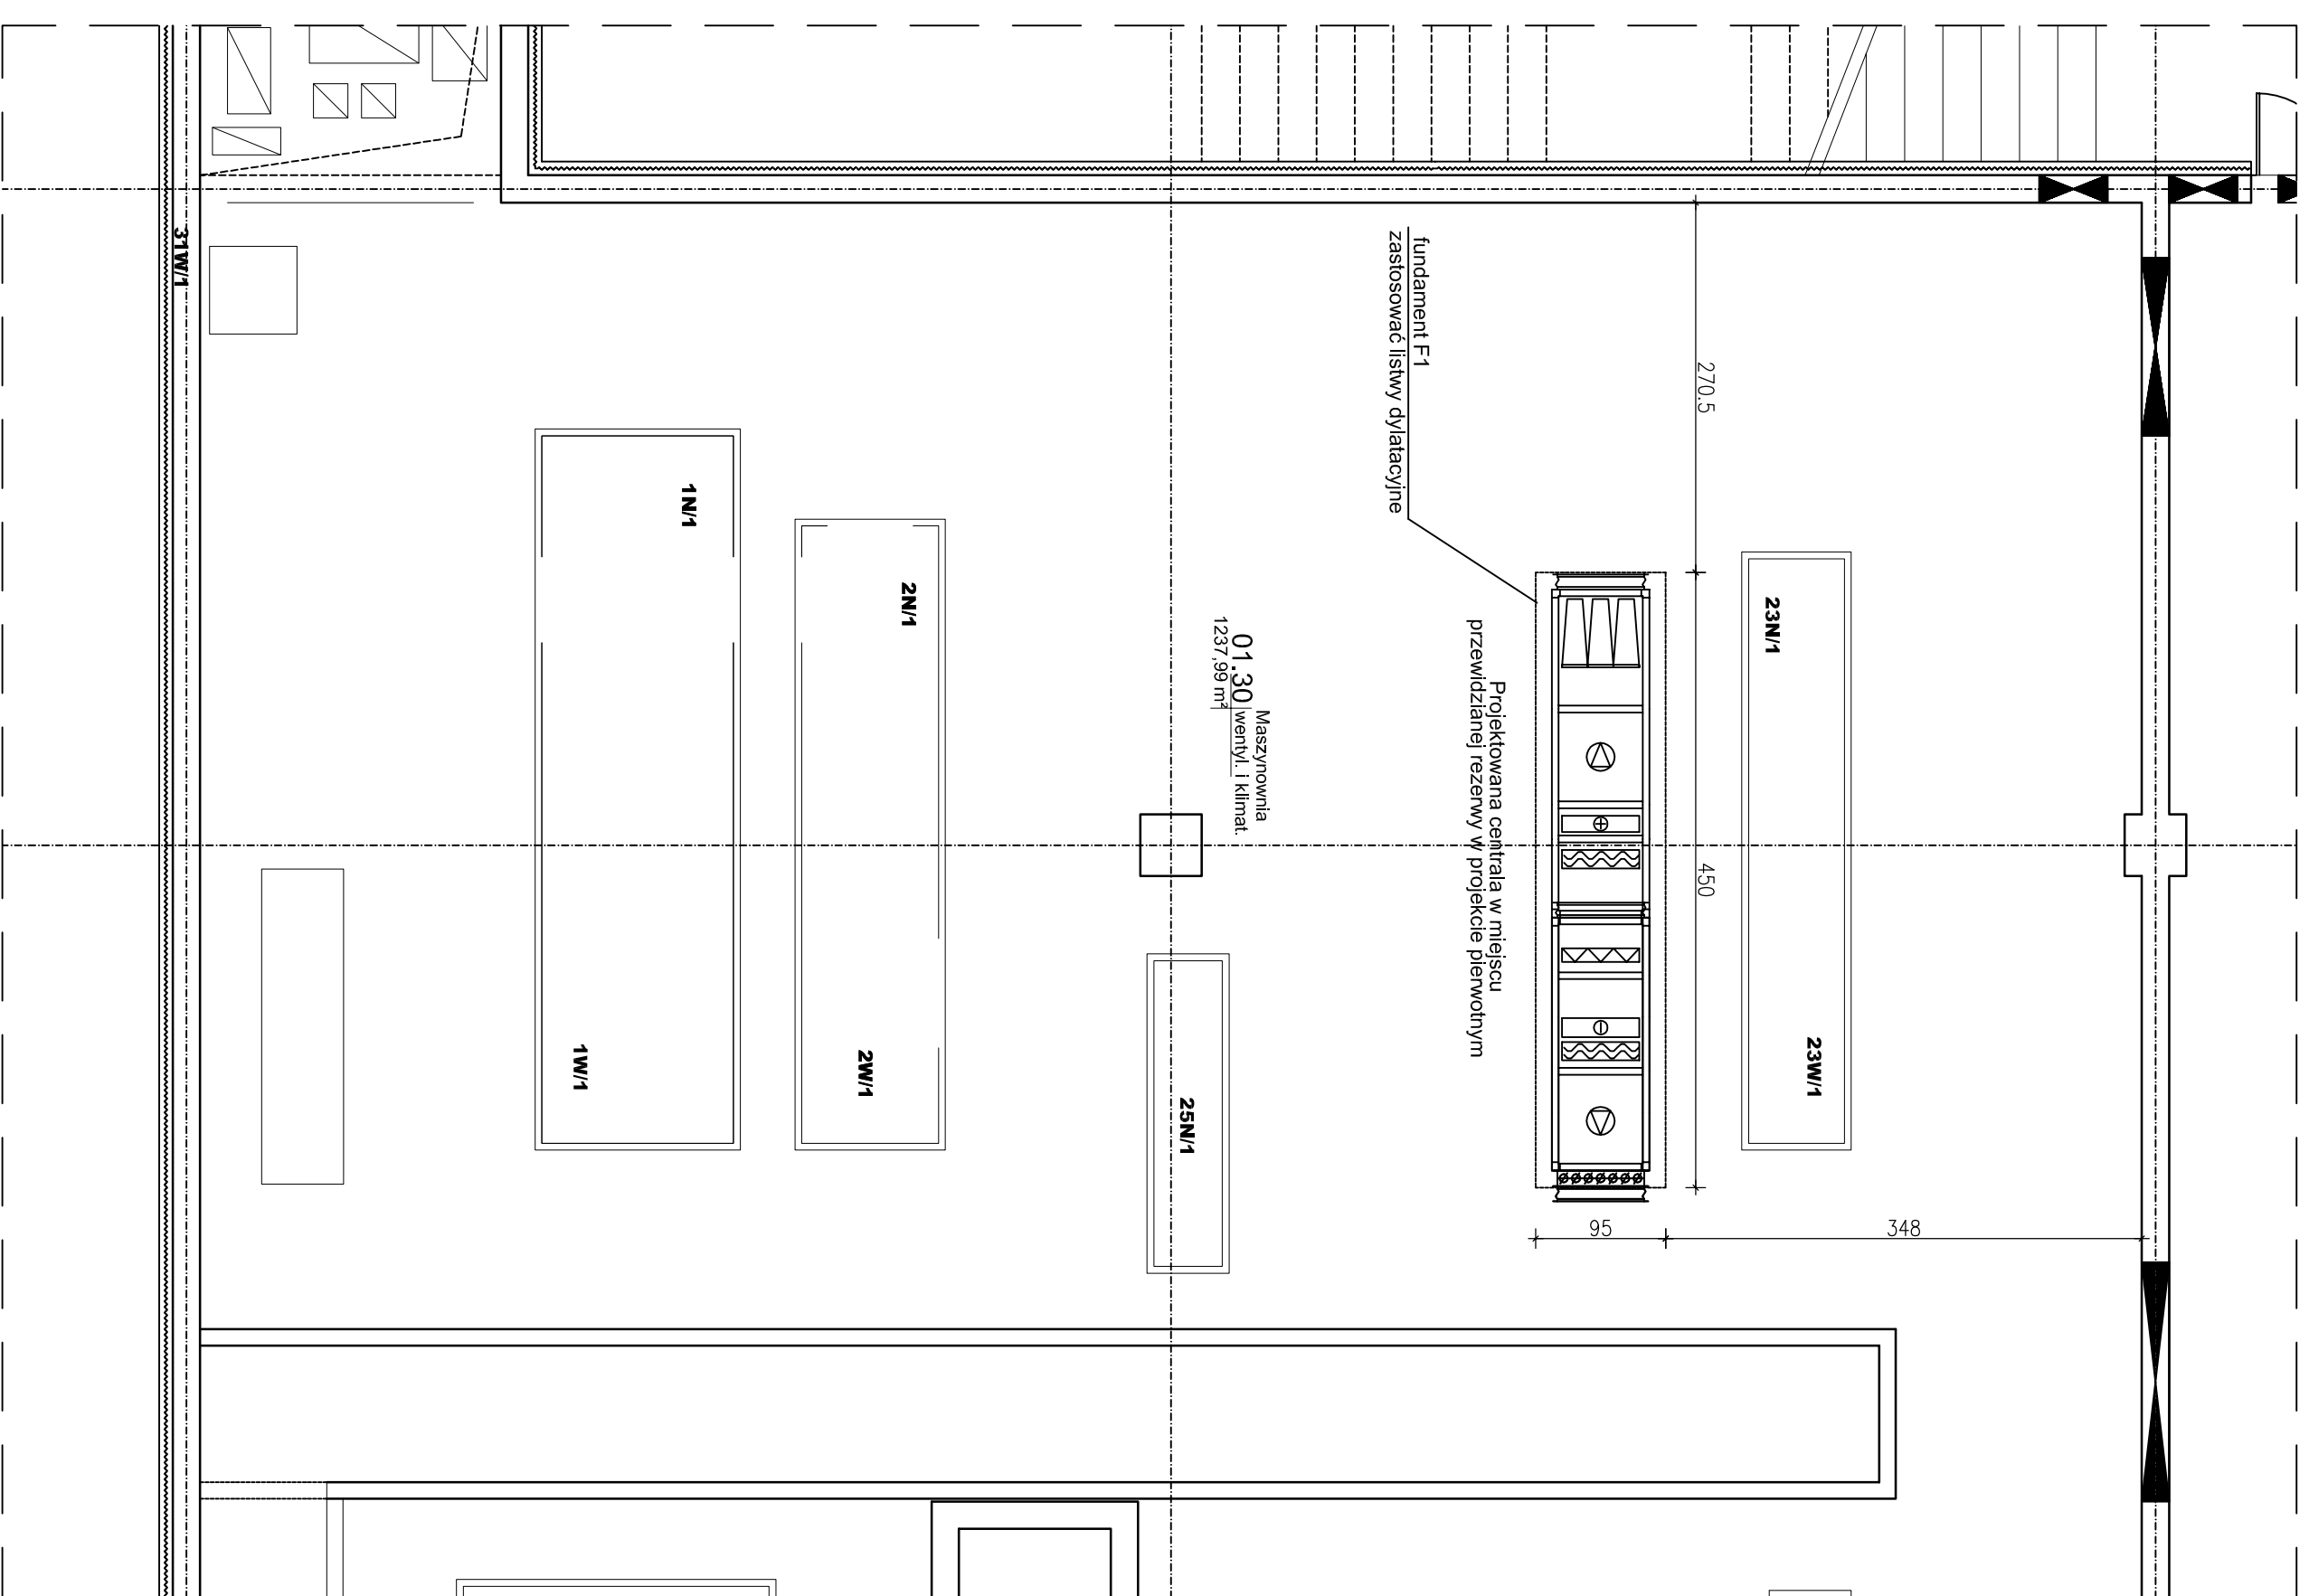 31W/1
fundament F1
zastosować listwy dylatacyjne
270.5
1N/1
2N/1
23N/1
01.30
1237,99 m²
Maszynownia
wentyl. i klimat.
Projektowana centrala w miejscu
przewidzianej rezerwy w projekcie pierwotnym
450
1W/1
2W/1
25N/1
23W/1
95
348